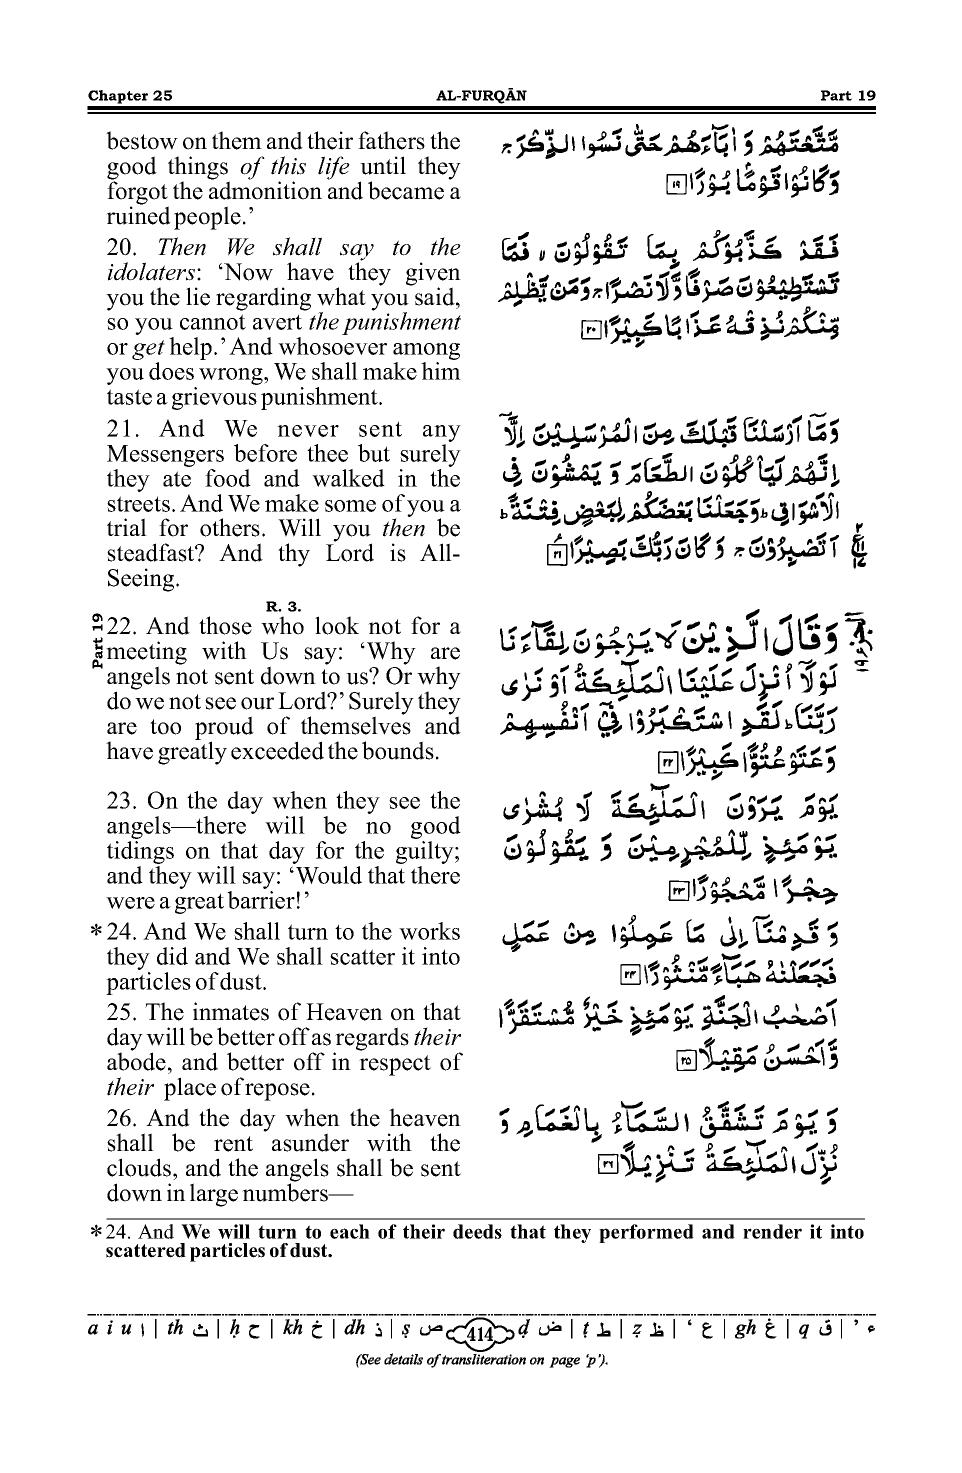 Chapter 25 AL-FURQĀN Part 19
bestow on them and their fathers the
good things of this life until they
forgot the admonition and became a
ruined people.’
20. Then We shall say to the
idolaters: ‘Now have they given
you the lie regarding what you said,
so you cannot avert the punishment
or get help.’ And whosoever among
you does wrong, We shall make him
taste a grievous punishment.
21. And We never sent any
Messengers before thee but surely
they ate food and walked in the
streets. And We make some of you a
trial for others. Will you then be
steadfast? And thy Lord is All-
Seeing.
R. 3.
Part 19
22. And those who look not for a
meeting with Us say: ‘Why are
angels not sent down to us? Or why
do we not see our Lord?’ Surely they
are too proud of themselves and
have greatly exceeded the bounds.
23. On the day when they see the
angels—there will be no good
tidings on that day for the guilty;
and they will say: ‘Would that there
were a great barrier!’
*24. And We shall turn to the works
they did and We shall scatter it into
particles of dust.
25. The inmates of Heaven on that
day will be better off as regards their
abode, and better off in respect of
their place of repose.
26. And the day when the heaven
shall be rent asunder with the
clouds, and the angels shall be sent
down in large numbers—
مَّتَّعْتَهُمْ وَ اٰبَآءَهُمْ حَتّٰى نَسُوا الذِّكْرَ ۚ
وَ كَانُوْا قَوْمًۢا بُوْرًا ۱۹
فَقَدْ كَذَّبُوْكُمْ بِمَا تَقُوْلُوْنَ ۙ فَمَا
تَسْتَطِيْعُوْنَ صَرْفًا وَّلَا نَصْرًا ۚ وَمَنْ يَّظْلِمْ
مِّنْكُمْ نُذِقْهُ عَذَابًا كَبِيْرًا ۲۰
وَمَآ اَرْسَلْنَا قَبْلَكَ مِنَ الْمُرْسَلِيْنَ اِلَّآ
اِنَّهُمْ لَيَاْكُلُوْنَ الطَّعَامَ وَ يَمْشُوْنَ فِى
الْاَسْوَاقِ ؕ وَجَعَلْنَا بَعْضَكُمْ لِبَعْضٍ فِتْنَةً ؕ
اَتَصْبِرُوْنَ ۚ وَ كَانَ رَبُّكَ بَصِيْرًا ۲۱
وَقَالَ الَّذِيْنَ لَا يَرْجُوْنَ لِقَآءَنَا
لَوْلَآ اُنْزِلَ عَلَيْنَا الْمَلٰٓئِكَةُ اَوْ نَرٰى
رَبَّنَا ؕ لَقَدِ اسْتَكْبَرُوْا فِيْٓ اَنْفُسِهِمْ
وَعَتَوْ عُتُوًّا كَبِيْرًا ۲۲
يَوْمَ يَرَوْنَ الْمَلٰٓئِكَةَ لَا بُشْرٰى
يَوْمَئِذٍ لِّلْمُجْرِمِيْنَ وَ يَقُوْلُوْنَ
حِجْرًا مَّحْجُوْرًا ۲۳
وَ قَدِمْنَآ اِلٰى مَا عَمِلُوْا مِنْ عَمَلٍ
فَجَعَلْنٰهُ هَبَآءً مَّنْثُوْرًا ۲۴
اَصْحٰبُ الْجَنَّةِ يَوْمَئِذٍ خَيْرٌ مُّسْتَقَرًّا
وَّ اَحْسَنُ مَقِيْلًا ۲۵
وَ يَوْمَ تَشَقَّقُ السَّمَآءُ بِالْغَمَامِ وَ
نُزِّلَ الْمَلٰٓئِكَةُ تَنْزِيْلًا ۲۶
*24. And We will turn to each of their deeds that they performed and render it into
scattered particles of dust.
a i u ا | th ث | ḥ ح | kh خ | dh ذ | ṣ ص 414 ḍ ض | ṭ ط | ẓ ظ | ‘ ع | gh غ | q ق | ’ ء
(See details of transliteration on page ‘p’).